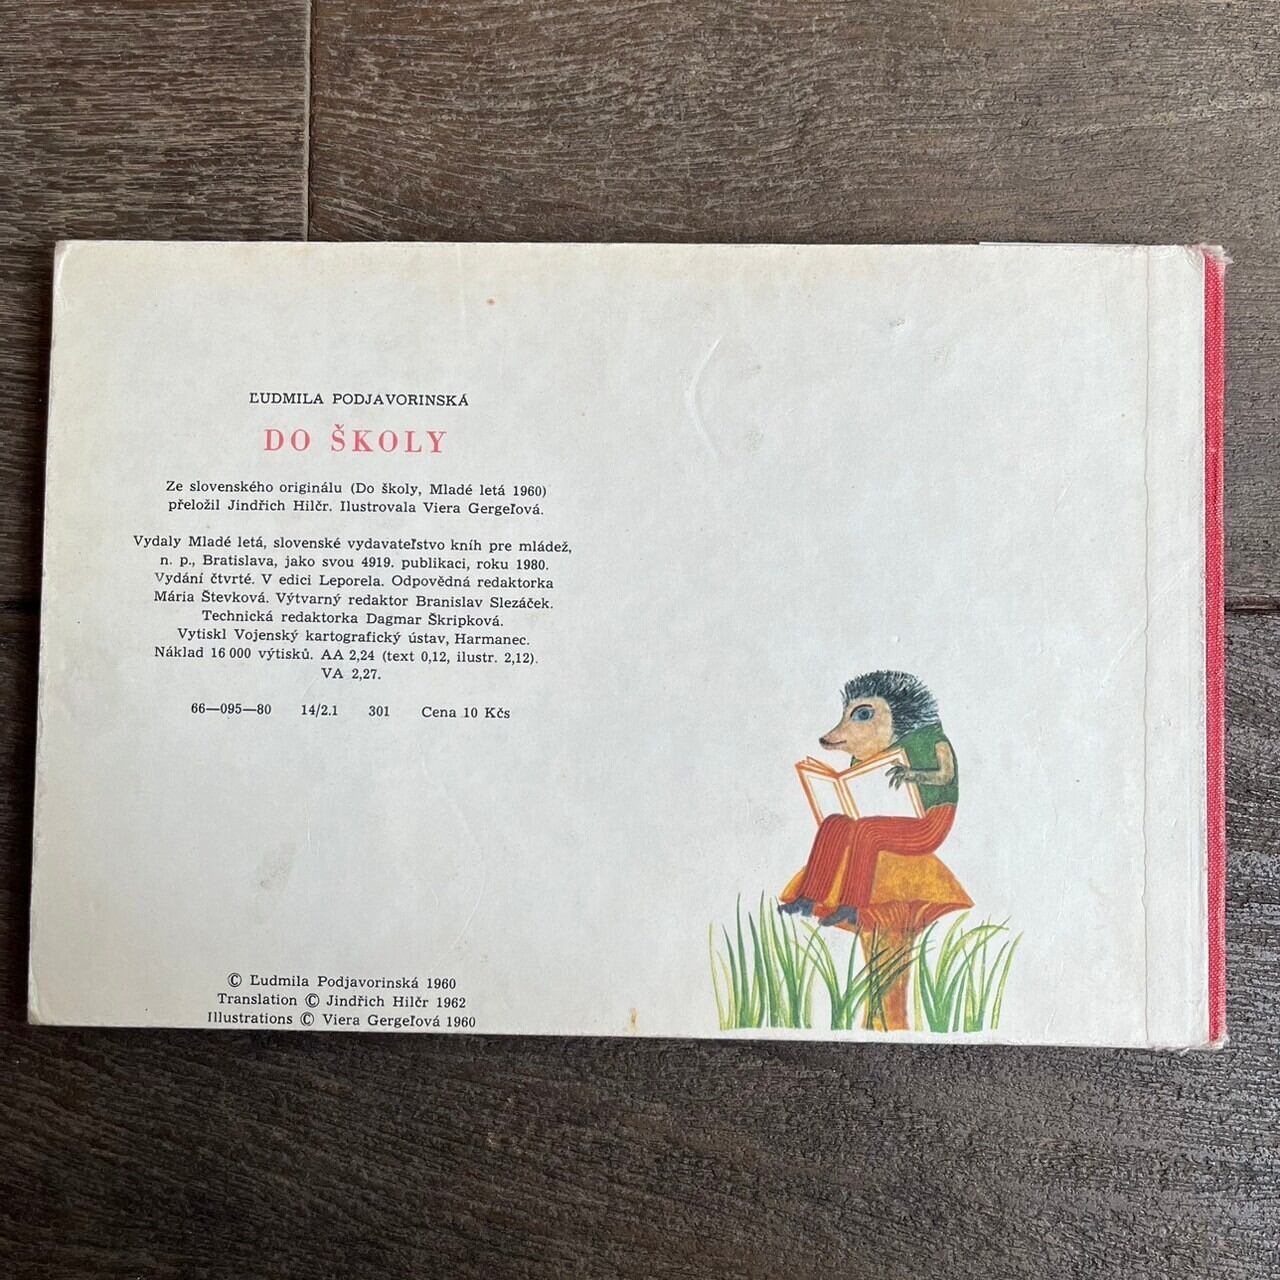 ĽUDMILA PODJAVORINSKÁ
DO ŠKOLY
Ze slovenského originálu (Do školy, Mladé letá 1960)
přeložil Jindřich Hilčr. Ilustrovala Viera Gergeľová.
Vydaly Mladé letá, slovenské vydavateľstvo kníh pre mládež,
n. p., Bratislava, jako svou 4919. publikaci, roku 1980.
Vydání čtvrté. V edici Leporela. Odpovědná redaktorka
Mária Števková. Výtvarný redaktor Branislav Slezáček.
Technická redaktorka Dagmar Škripková.
Vytiskl Vojenský kartografický ústav, Harmanec.
Náklad 16 000 výtisků. AA 2,24 (text 0,12, ilustr. 2,12).
VA 2,27.
66—095—80 14/2.1 301 Cena 10 Kčs
© Ľudmila Podjavorinská 1960
Translation © Jindřich Hilčr 1962
Illustrations © Viera Gergeľová 1960